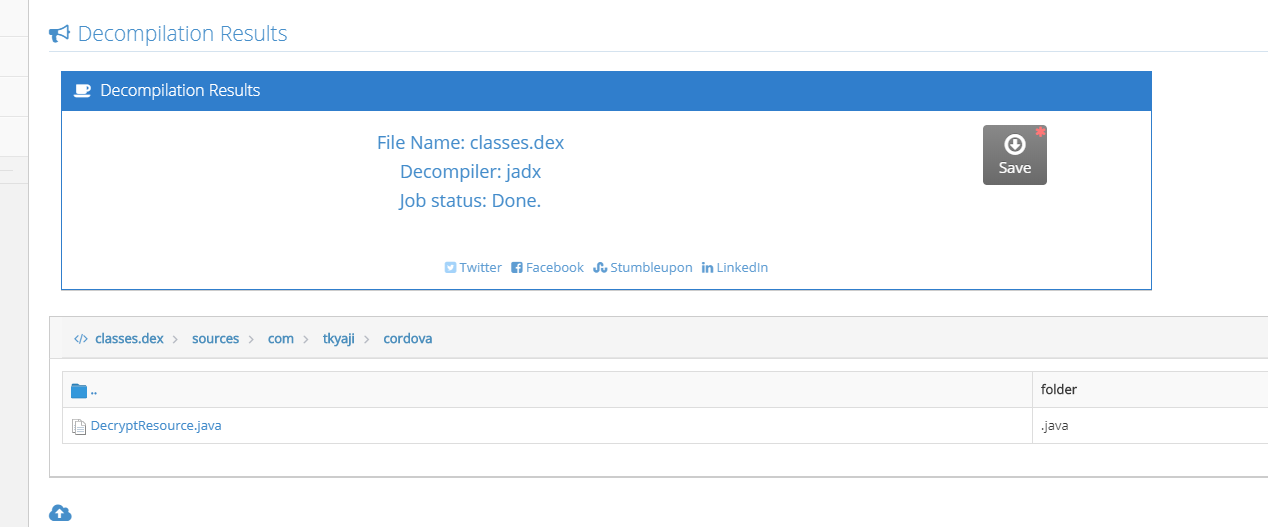 Decompilation Results
Decompilation Results
File Name: classes.dex
Decompiler: jadx
Job status: Done.
Save
Twitter Facebook Stumbleupon LinkedIn
classes.dex sources com tkyaji cordova
.. folder
DecryptResource.java .java